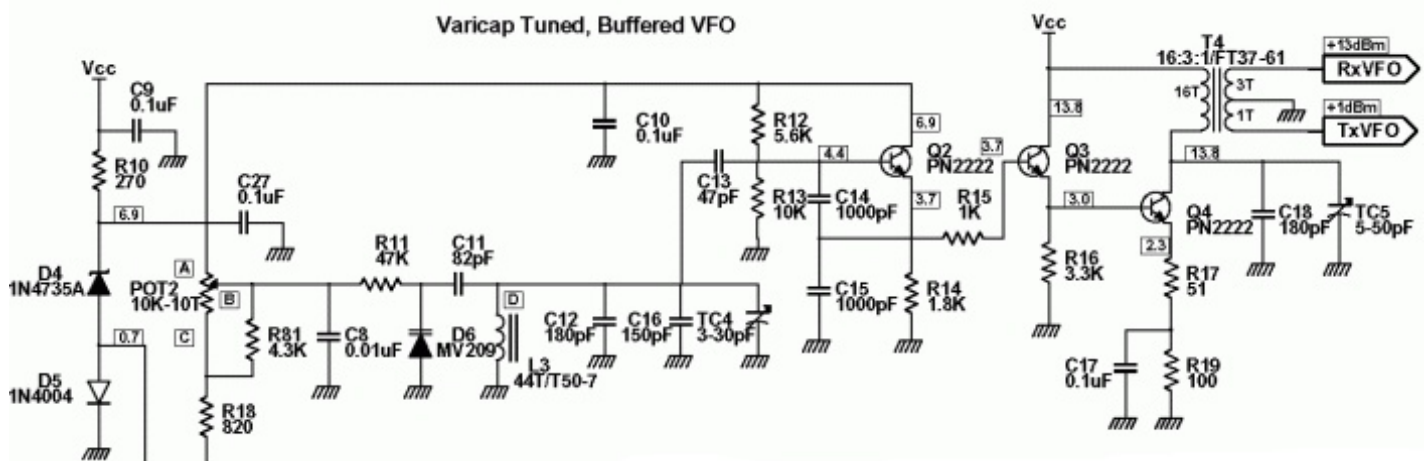 Varicap Tuned, Buffered VFO
Vcc
C9
0.1uF
R10
270
C27
0.1uF
6.9
D4
1N4735A
0.7
D5
1N4004
A
POT2
10K-10T
B
C
R81
4.3K
R18
820
C8
0.01uF
R11
47K
D6
MV209
C11
82pF
D
L3
44T/T50-7
C10
0.1uF
C12
180pF
C16
150pF
TC4
3-30pF
C13
47pF
R12
5.6K
R13
10K
4.4
C14
1000pF
C15
1000pF
6.9
Q2
PN2222
3.7
R14
1.8K
R15
1K
3.7
Vcc
13.8
Q3
PN2222
3.0
R16
3.3K
T4
16:3:1/FT37-61
16T
3T
1T
+13dBm
RxVFO
+1dBm
TxVFO
13.8
Q4
PN2222
2.3
R17
51
C17
0.1uF
R19
100
C18
180pF
TC5
5-50pF